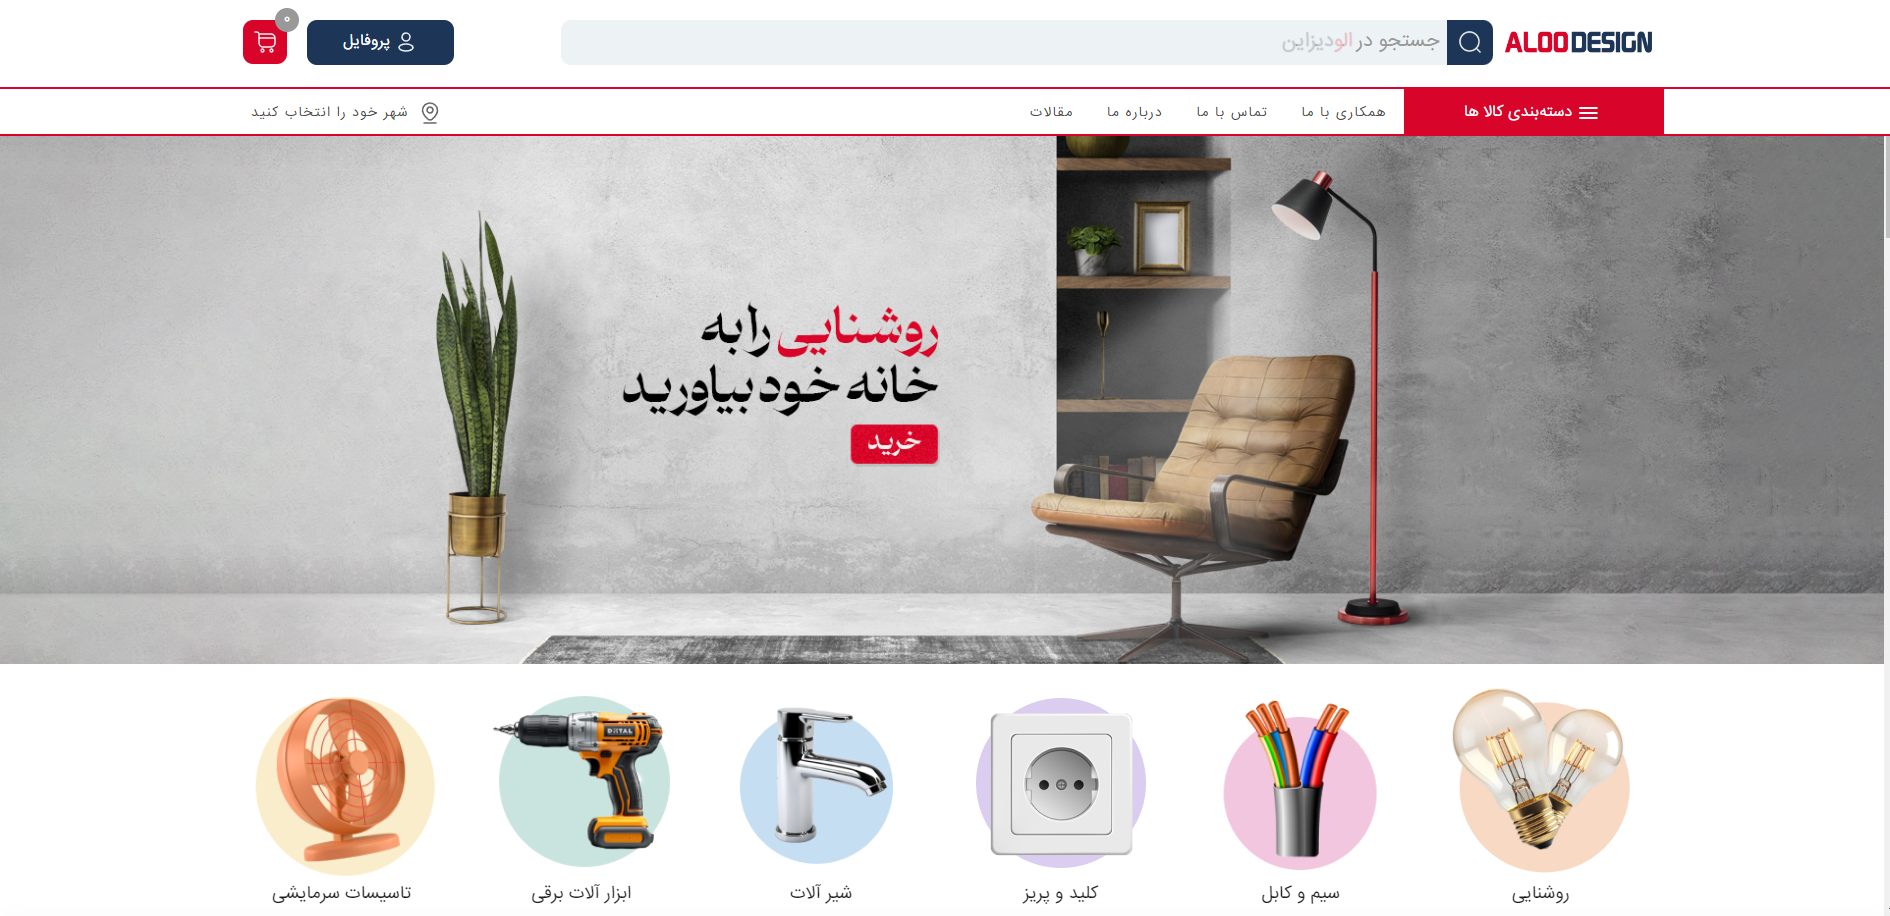 ALOODESIGN
جستجو در الودیزاین
پروفایل
۰
دسته‌بندی کالا ها
همکاری با ما
تماس با ما
درباره ما
مقالات
شهر خود را انتخاب کنید
روشنایی را به
خانه خود بیاورید
خرید
DXTAL
روشنایی
سیم و کابل
کلید و پریز
شیر آلات
ابزار آلات برقی
تاسیسات سرمایشی